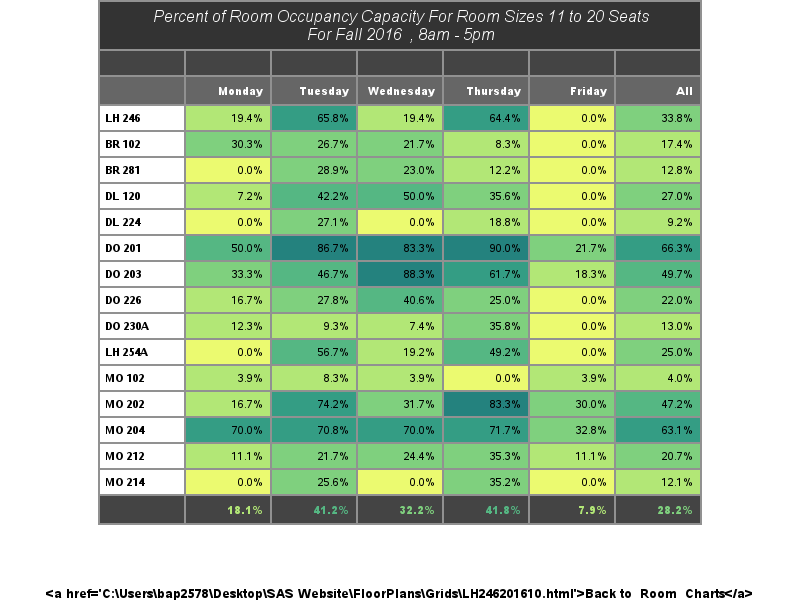 Percent of Room Occupancy Capacity For Room Sizes 11 to 20 Seats
For Fall 2016 , 8am - 5pm
Monday Tuesday Wednesday Thursday Friday All
LH 246 19.4% 65.8% 19.4% 64.4% 0.0% 33.8%
BR 102 30.3% 26.7% 21.7% 8.3% 0.0% 17.4%
BR 281 0.0% 28.9% 23.0% 12.2% 0.0% 12.8%
DL 120 7.2% 42.2% 50.0% 35.6% 0.0% 27.0%
DL 224 0.0% 27.1% 0.0% 18.8% 0.0% 9.2%
DO 201 50.0% 86.7% 83.3% 90.0% 21.7% 66.3%
DO 203 33.3% 46.7% 88.3% 61.7% 18.3% 49.7%
DO 226 16.7% 27.8% 40.6% 25.0% 0.0% 22.0%
DO 230A 12.3% 9.3% 7.4% 35.8% 0.0% 13.0%
LH 254A 0.0% 56.7% 19.2% 49.2% 0.0% 25.0%
MO 102 3.9% 8.3% 3.9% 0.0% 3.9% 4.0%
MO 202 16.7% 74.2% 31.7% 83.3% 30.0% 47.2%
MO 204 70.0% 70.8% 70.0% 71.7% 32.8% 63.1%
MO 212 11.1% 21.7% 24.4% 35.3% 11.1% 20.7%
MO 214 0.0% 25.6% 0.0% 35.2% 0.0% 12.1%
18.1% 41.2% 32.2% 41.8% 7.9% 28.2%
<a href='C:\Users\bap2578\Desktop\SAS Website\FloorPlans\Grids\LH246201610.html'>Back to Room Charts</a>